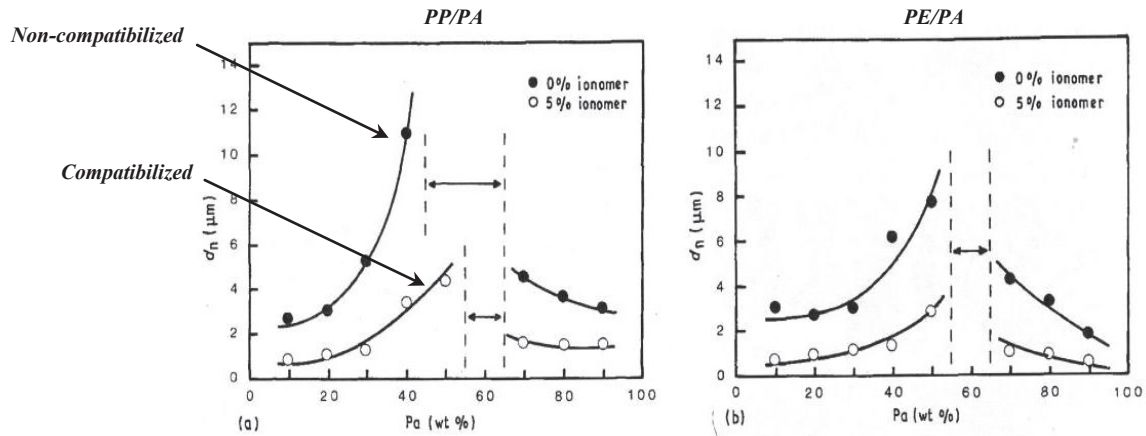 PP/PA
PE/PA
Non-compatibilized
Compatibilized
14
12
10
8
6
4
2
0
dn (μm)
● 0% ionomer
○ 5% ionomer
0 20 40 60 80 100
(a) Pa (wt %)
14
12
10
8
6
4
2
0
dn (μm)
● 0% ionomer
○ 5% ionomer
0 20 40 60 80 100
(b) Pa (wt %)